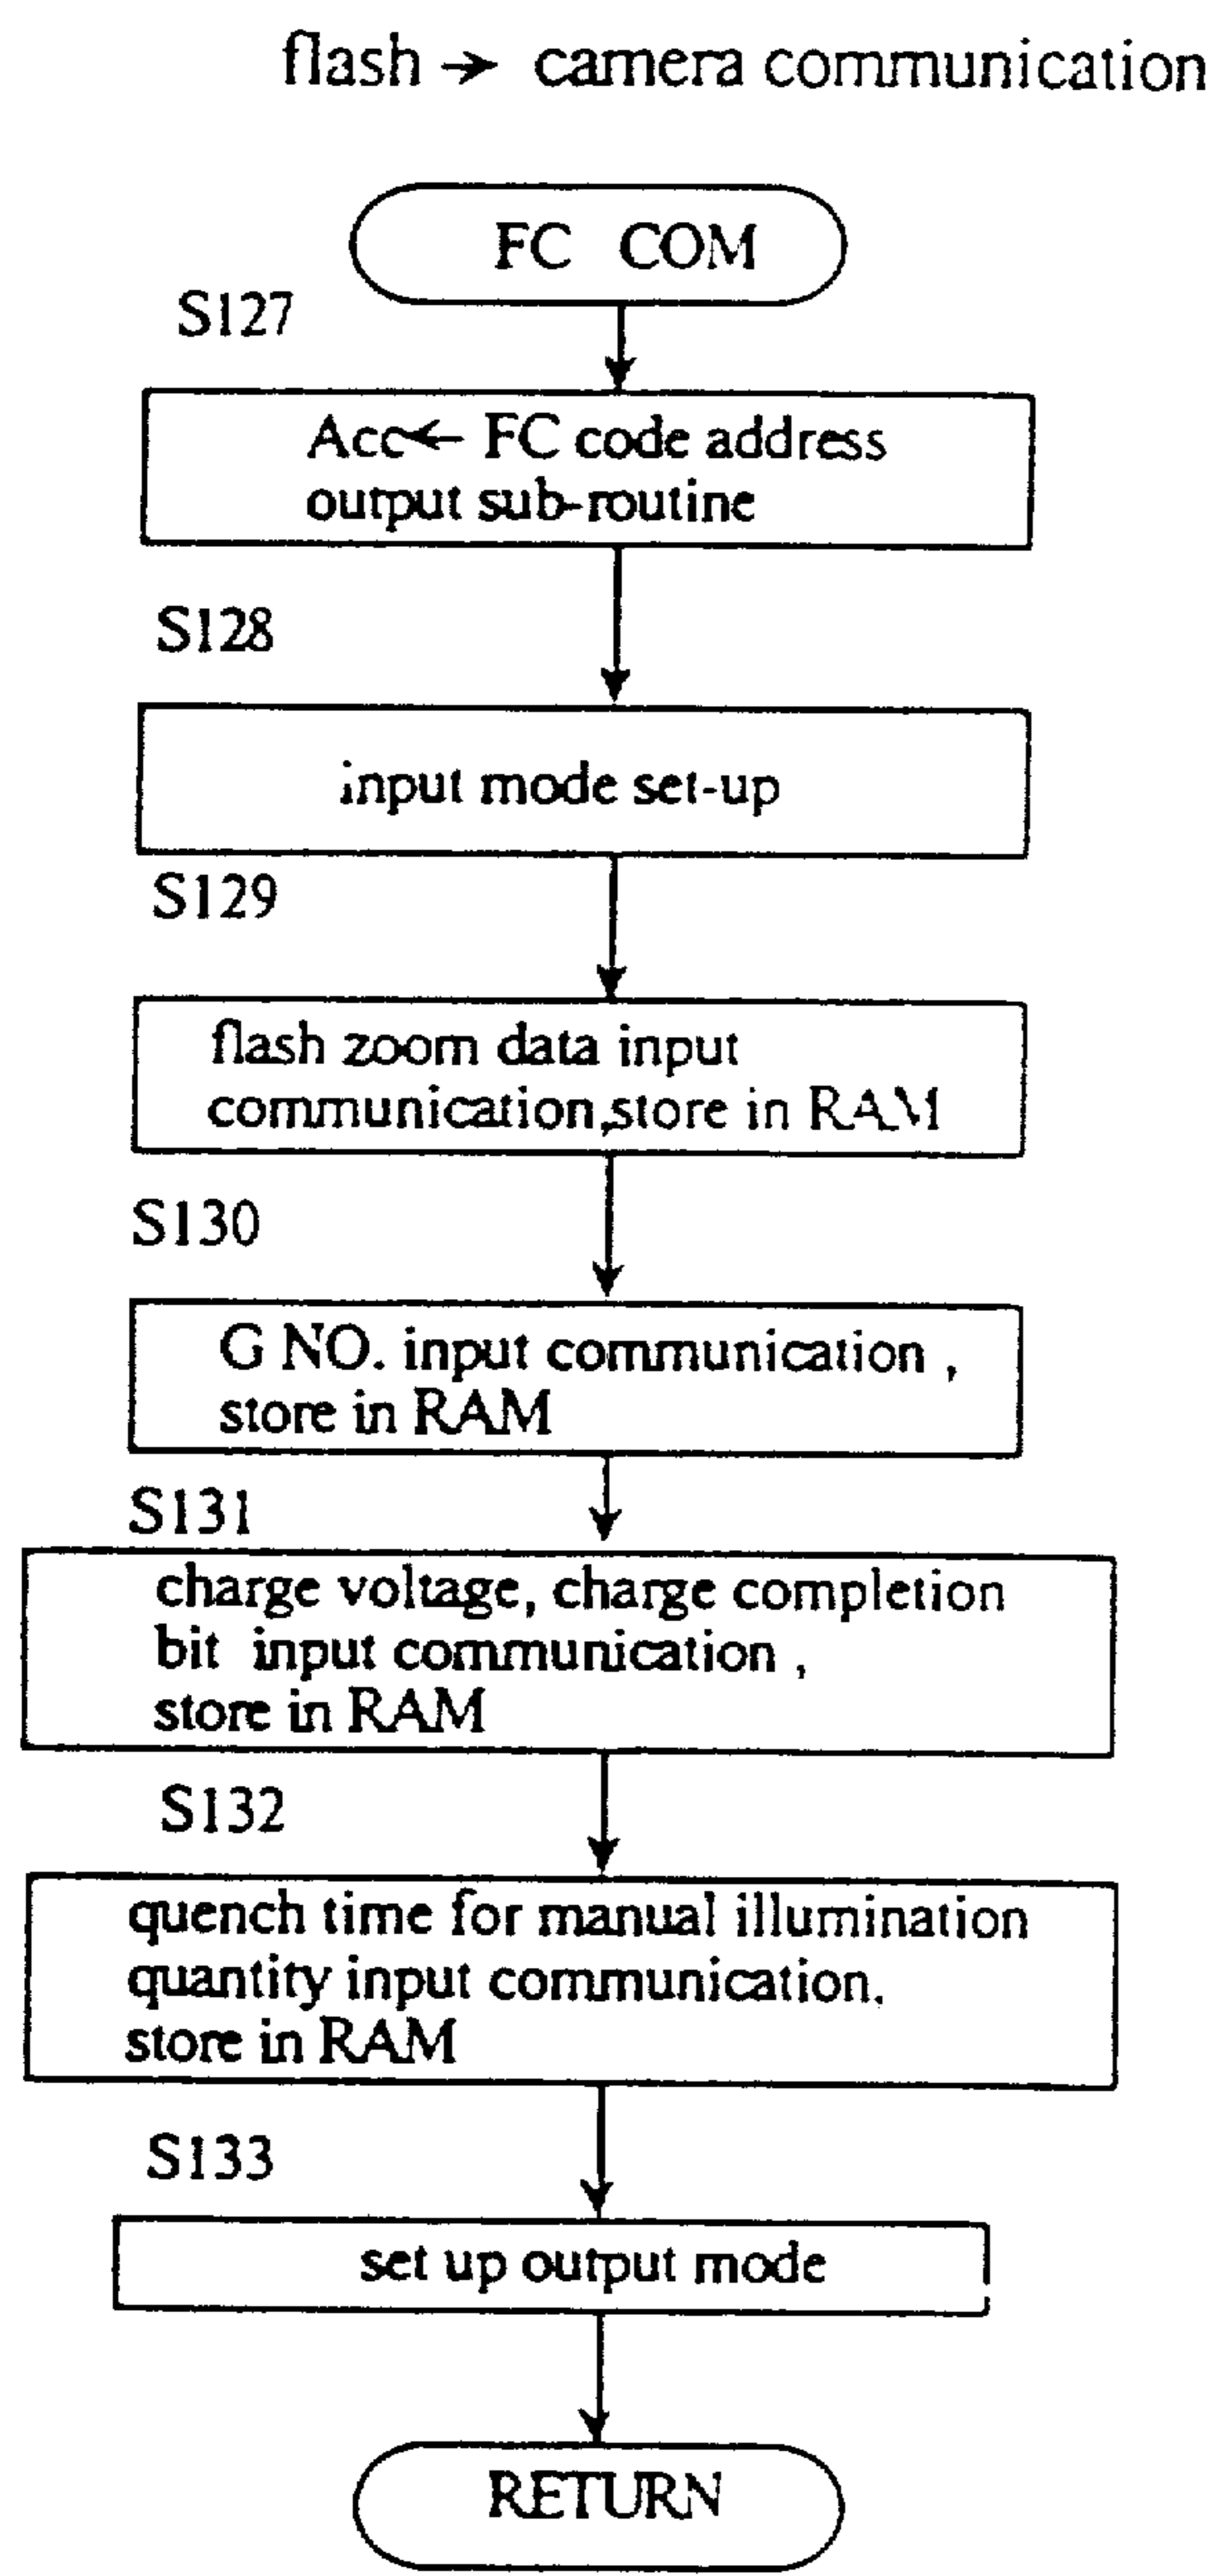 flash → camera communication
FC COM
S127
Acc← FC code address
output sub-routine
S128
input mode set-up
S129
flash zoom data input
communication,store in RAM
S130
G NO. input communication ,
store in RAM
S131
charge voltage, charge completion
bit input communication ,
store in RAM
S132
quench time for manual illumination
quantity input communication.
store in RAM
S133
set up output mode
RETURN